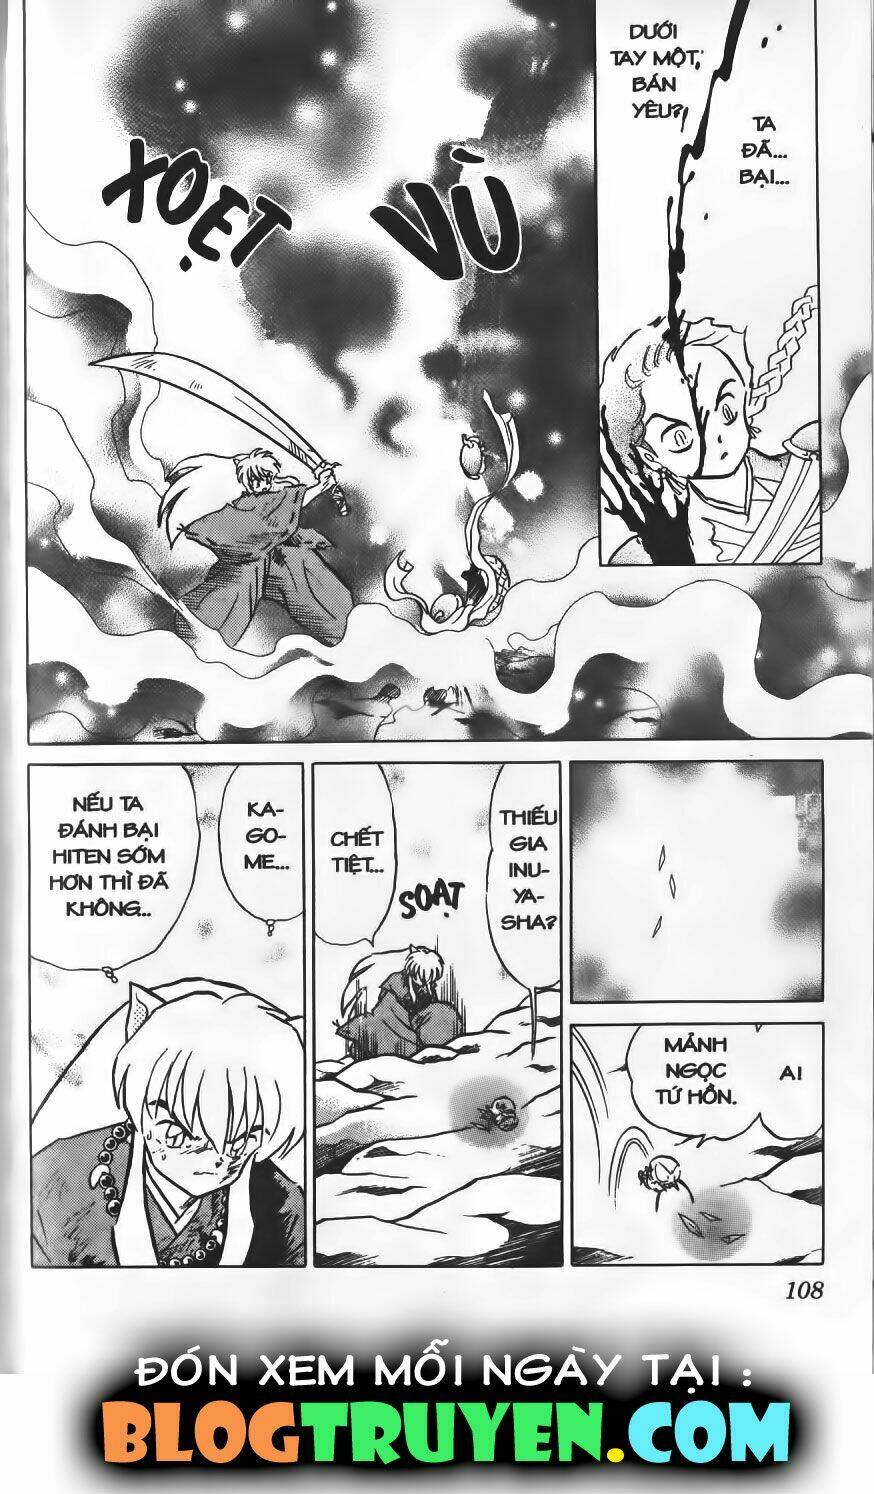 TA
ĐÃ...
BẠI...
DƯỚI
TAY MỘT
BÁN
YÊU?
VÙ
XOẸT
MẢNH
NGỌC
TỨ HỒN.
A!
THIẾU
GIA
INU-
YA-
SHA?
CHẾT
TIỆT...
SOẠT
KA-
GO-
ME...
NẾU TA
ĐÁNH BẠI
HITEN SỚM
HƠN THÌ ĐÃ
KHÔNG..
108
ĐÓN XEM MỖI NGÀY TẠI :
BLOGTRUYEN.COM